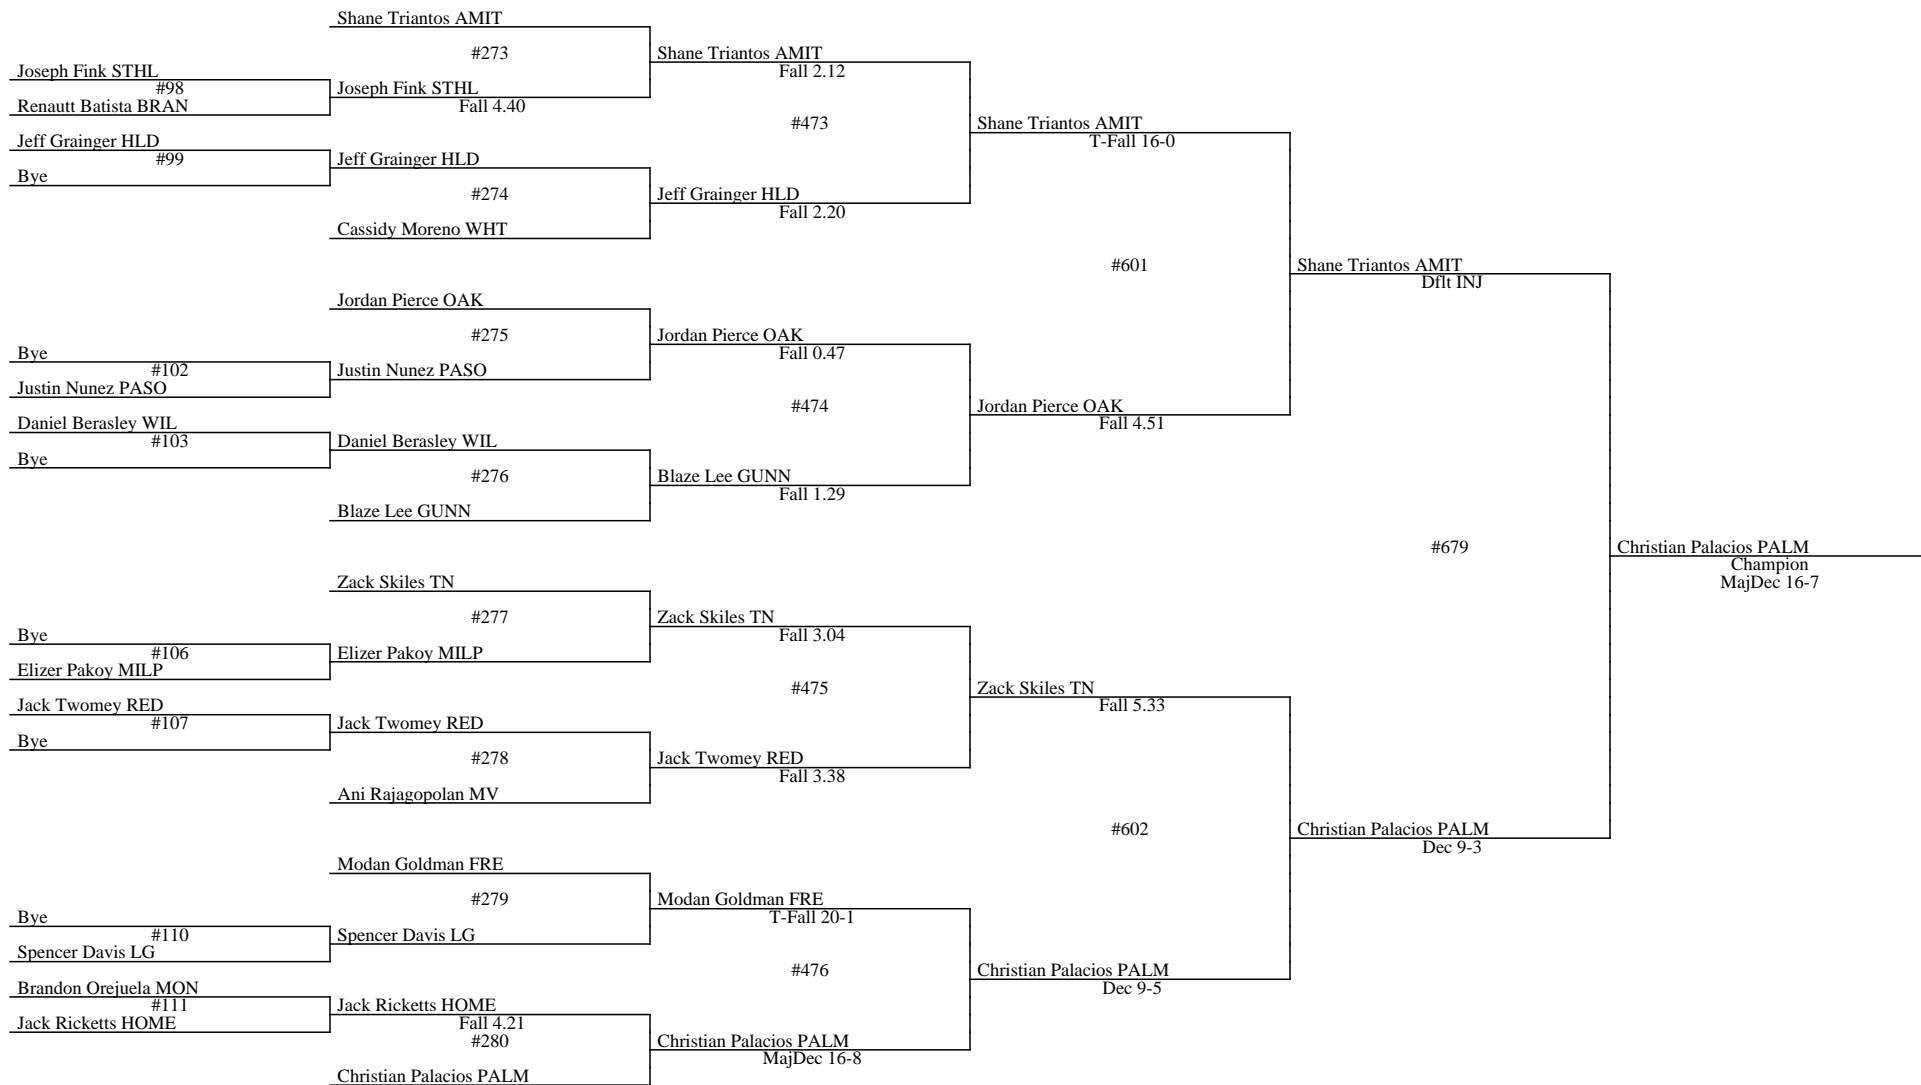 Shane Triantos AMIT
#273
Shane Triantos AMIT
Fall 2.12
Joseph Fink STHL
#98
Joseph Fink STHL
Fall 4.40
Renautt Batista BRAN
#473
Shane Triantos AMIT
T-Fall 16-0
Jeff Grainger HLD
#99
Jeff Grainger HLD
Bye
#274
Jeff Grainger HLD
Fall 2.20
Cassidy Moreno WHT
#601
Shane Triantos AMIT
Dflt INJ
Jordan Pierce OAK
#275
Jordan Pierce OAK
Fall 0.47
Bye
#102
Justin Nunez PASO
Justin Nunez PASO
#474
Jordan Pierce OAK
Fall 4.51
Daniel Berasley WIL
#103
Daniel Berasley WIL
Bye
#276
Blaze Lee GUNN
Fall 1.29
Blaze Lee GUNN
#679
Christian Palacios PALM
Champion
MajDec 16-7
Zack Skiles TN
#277
Zack Skiles TN
Fall 3.04
Bye
#106
Elizer Pakoy MILP
Elizer Pakoy MILP
#475
Zack Skiles TN
Fall 5.33
Jack Twomey RED
#107
Jack Twomey RED
Bye
#278
Jack Twomey RED
Fall 3.38
Ani Rajagopolan MV
#602
Christian Palacios PALM
Dec 9-3
Modan Goldman FRE
#279
Modan Goldman FRE
T-Fall 20-1
Bye
#110
Spencer Davis LG
Spencer Davis LG
#476
Christian Palacios PALM
Dec 9-5
Brandon Orejuela MON
#111
Jack Ricketts HOME
Fall 4.21
Jack Ricketts HOME
#280
Christian Palacios PALM
MajDec 16-8
Christian Palacios PALM